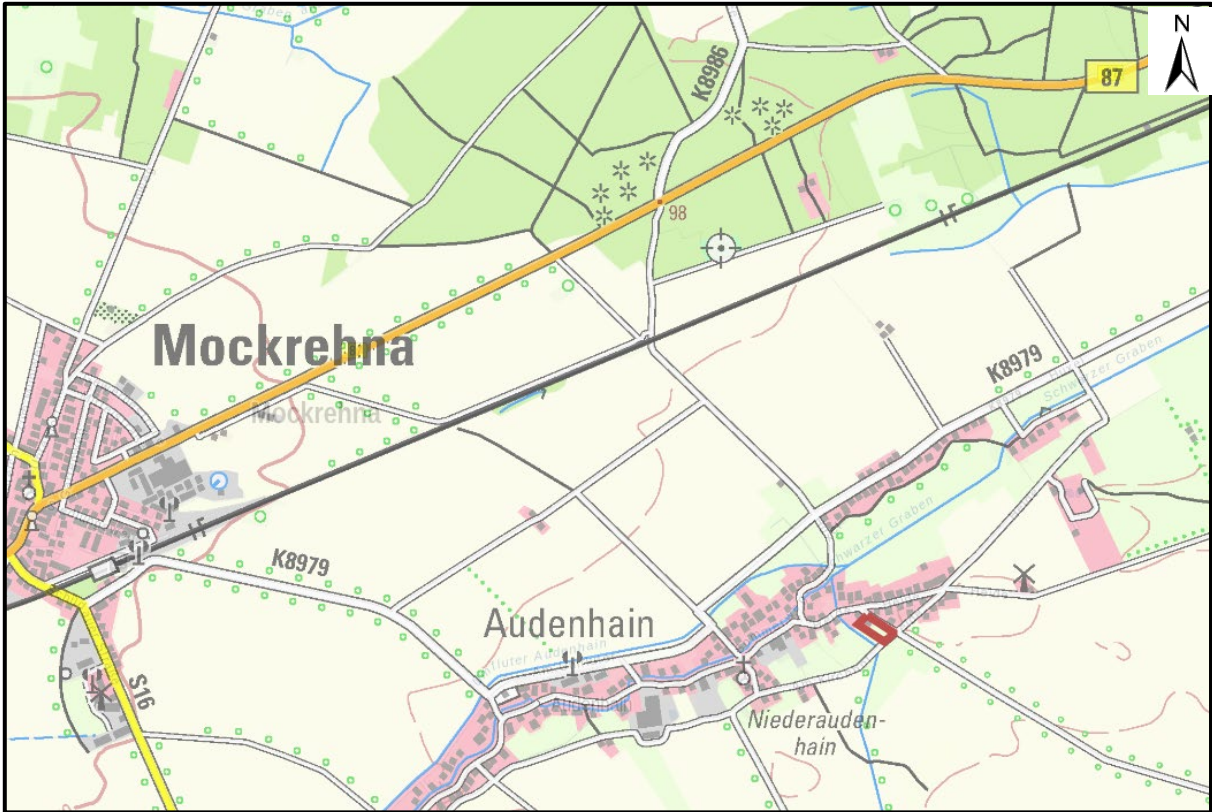 N
87
K8986
98
Mockrehna
Mockrehna
K8979
Schwarzer Graben
K8979
Schwarzer Graben
Audenhain
S16
Niederauden-
hain